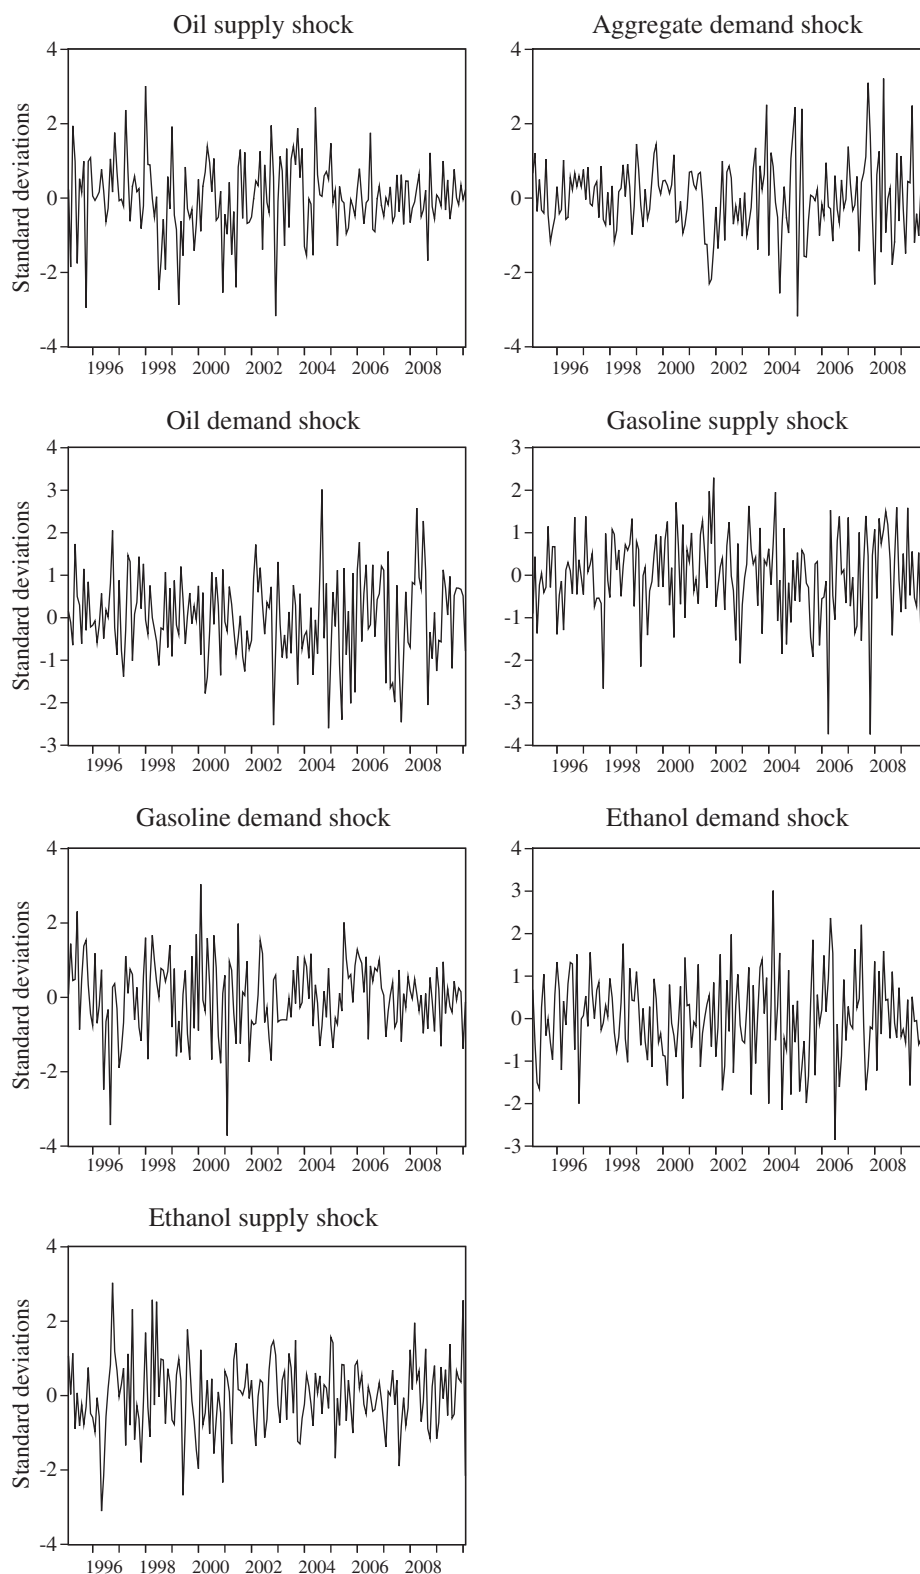 Oil supply shock
Standard deviations
4
2
0
-2
-4
1996 1998 2000 2002 2004 2006 2008
Aggregate demand shock
4
2
0
-2
-4
1996 1998 2000 2002 2004 2006 2008
Oil demand shock
Standard deviations
4
3
2
1
0
-1
-2
-3
1996 1998 2000 2002 2004 2006 2008
Gasoline supply shock
3
2
1
0
-1
-2
-3
-4
1996 1998 2000 2002 2004 2006 2008
Gasoline demand shock
Standard deviations
4
2
0
-2
-4
1996 1998 2000 2002 2004 2006 2008
Ethanol demand shock
4
3
2
1
0
-1
-2
-3
1996 1998 2000 2002 2004 2006 2008
Ethanol supply shock
Standard deviations
4
2
0
-2
-4
1996 1998 2000 2002 2004 2006 2008